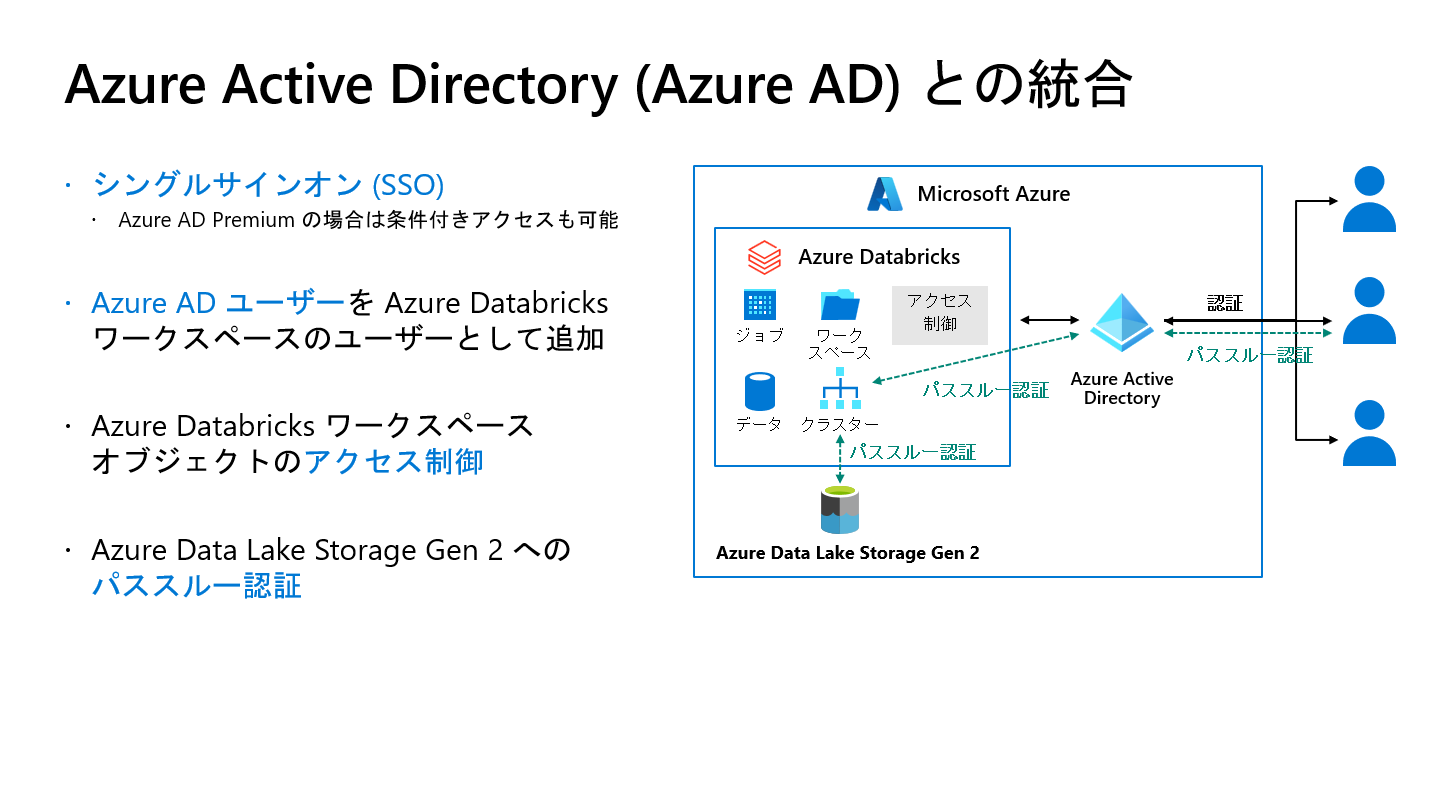 Azure Active Directory (Azure AD) との統合
・ シングルサインオン (SSO)
・ Azure AD Premium の場合は条件付きアクセスも可能
・ Azure AD ユーザーを Azure Databricks
ワークスペースのユーザーとして追加
・ Azure Databricks ワークスペース
オブジェクトのアクセス制御
・ Azure Data Lake Storage Gen 2 への
パススルー認証
Microsoft Azure
Azure Databricks
ジョブ
ワーク
スペース
アクセス
制御
データ
クラスター
パススルー認証
パススルー認証
Azure Data Lake Storage Gen 2
Azure Active
Directory
認証
パススルー認証